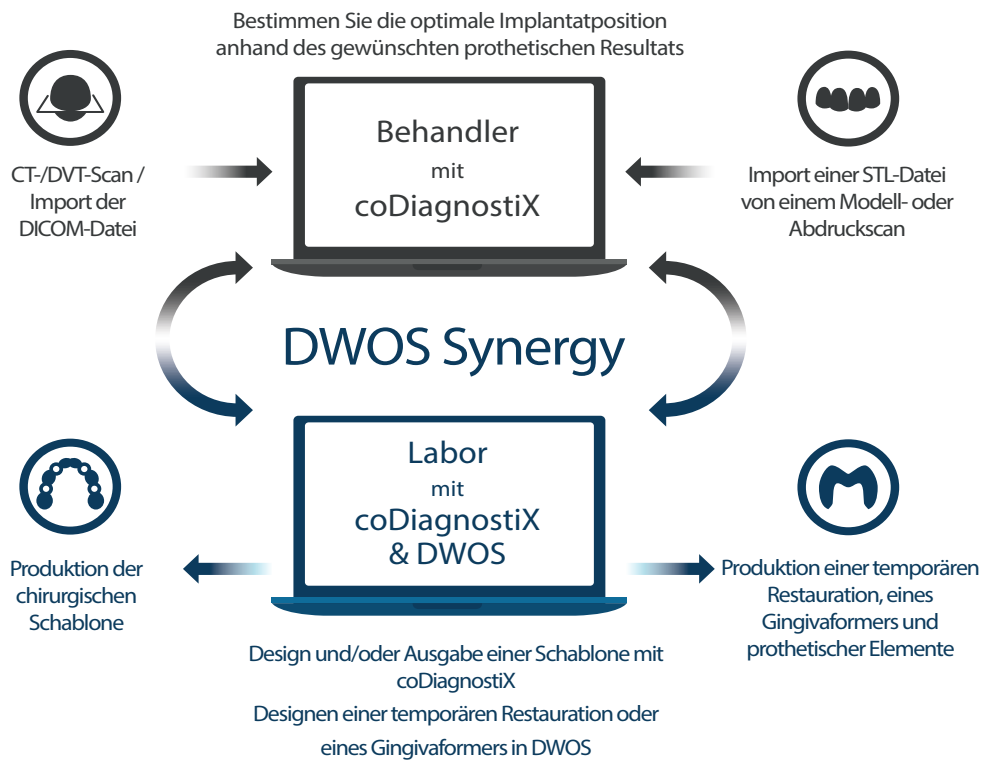 Bestimmen Sie die optimale Implantatposition
anhand des gewünschten prothetischen Resultats
CT-/DVT-Scan /
Import der
DICOM-Datei
Behandler
mit
coDiagnostiX
Import einer STL-Datei
von einem Modell- oder
Abdruckscan
DWOS Synergy
Labor
mit
coDiagnostiX
& DWOS
Produktion der
chirurgischen
Schablone
Produktion einer temporären
Restauration, eines
Gingivaformers und
prothetischer Elemente
Design und/oder Ausgabe einer Schablone mit
coDiagnostiX
Designen einer temporären Restauration oder
eines Gingivaformers in DWOS